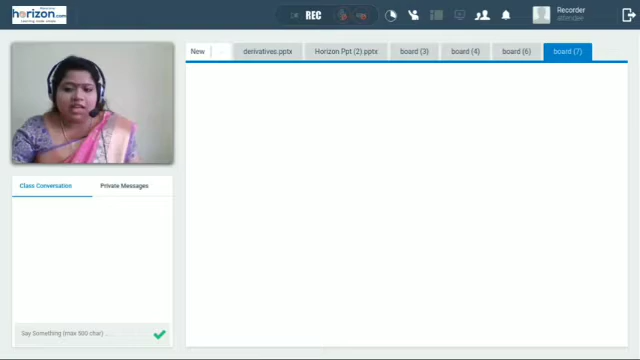 horizon.com
REC
Recorder
attendee
New
derivatives.pptx
Horizon Ppt (2).pptx
board (3)
board (4)
board (6)
board (7)
Class Conversation
Private Messages
Say Something (max 500 char) ...